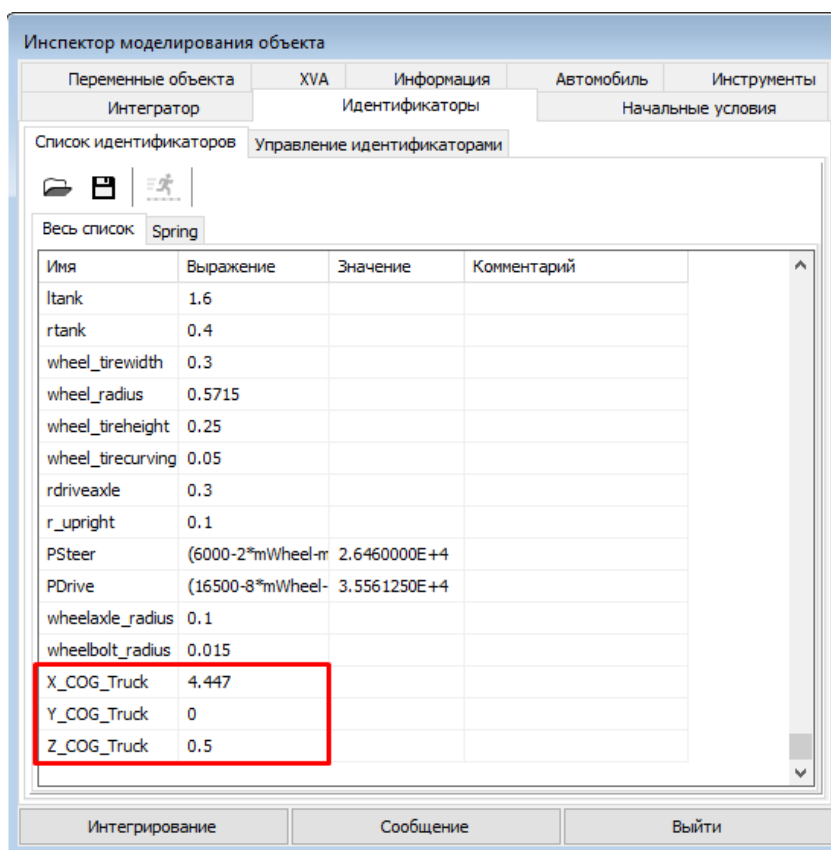 Инспектор моделирования объекта
Переменные объекта XVA Информация Автомобиль Инструменты
Интегратор Идентификаторы Начальные условия
Список идентификаторов Управление идентификаторами
Весь список Spring
Имя Выражение Значение Комментарий
ltank 1.6
rtank 0.4
wheel_tirewidth 0.3
wheel_radius 0.5715
wheel_tireheight 0.25
wheel_tirecurving 0.05
rdriveaxle 0.3
r_upright 0.1
PSteer (6000-2*mWheel-m 2.6460000E+4
PDrive (16500-8*mWheel- 3.5561250E+4
wheelaxle_radius 0.1
wheelbolt_radius 0.015
X_COG_Truck 4.447
Y_COG_Truck 0
Z_COG_Truck 0.5
Интегрирование Сообщение Выйти